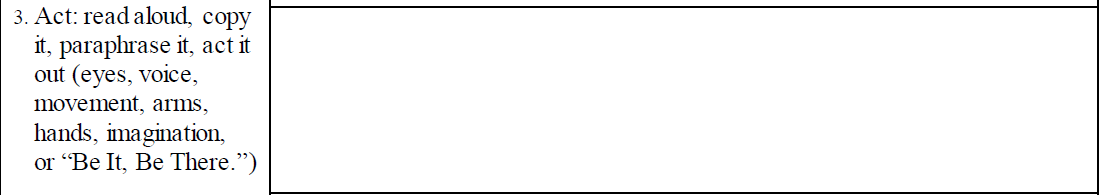 3. Act: read aloud, copy
it, paraphrase it, act it
out (eyes, voice,
movement, arms,
hands, imagination,
or “Be It, Be There.”)